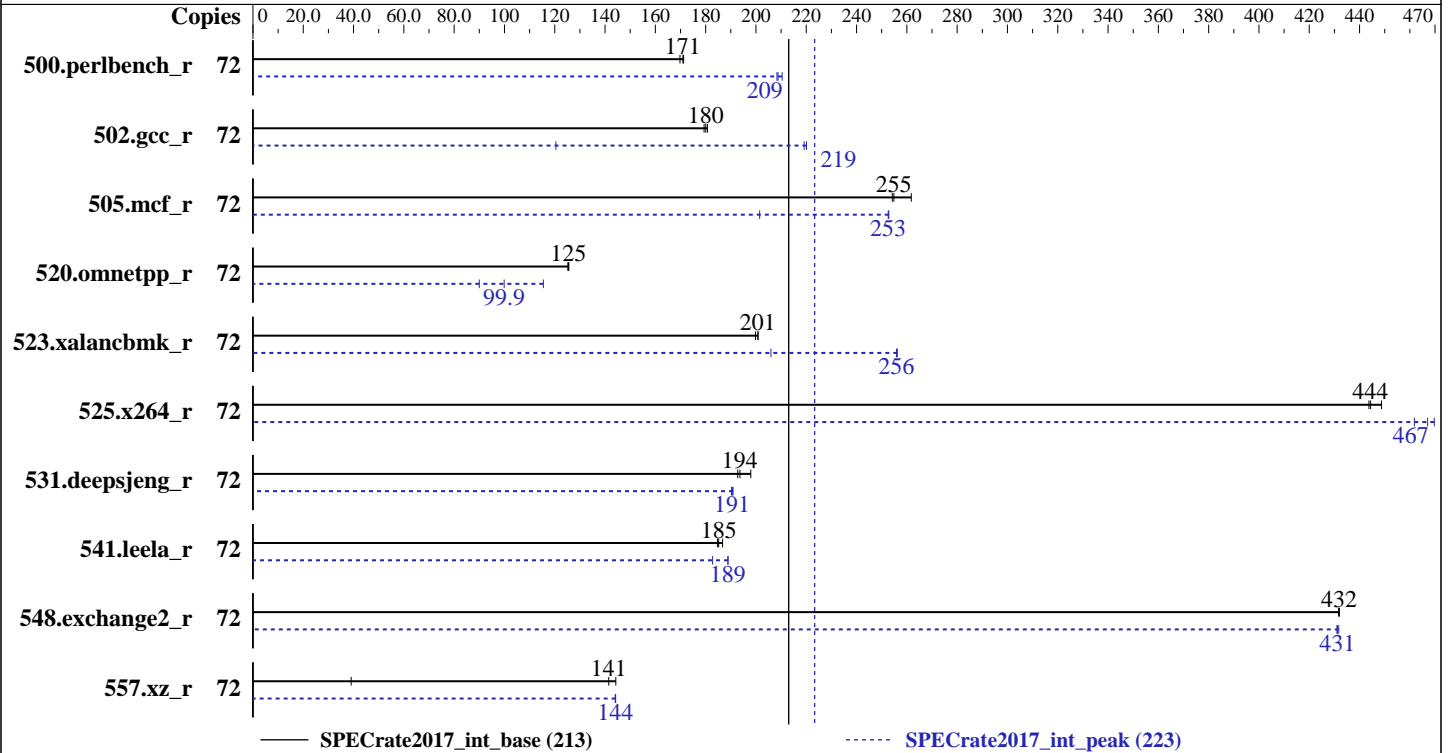 Copies 0 20.0 40.0 60.0 80.0 100 120 140 160 180 200 220 240 260 280 300 320 340 360 380 400 420 440 470
171
500.perlbench_r 72
209
180
502.gcc_r 72
219
255
505.mcf_r 72
253
125
520.omnetpp_r 72
99.9
201
523.xalancbmk_r 72
256
444
525.x264_r 72
467
194
531.deepsjeng_r 72
191
185
541.leela_r 72
189
432
548.exchange2_r 72
431
141
557.xz_r 72
144
SPECrate2017_int_base (213) SPECrate2017_int_peak (223)